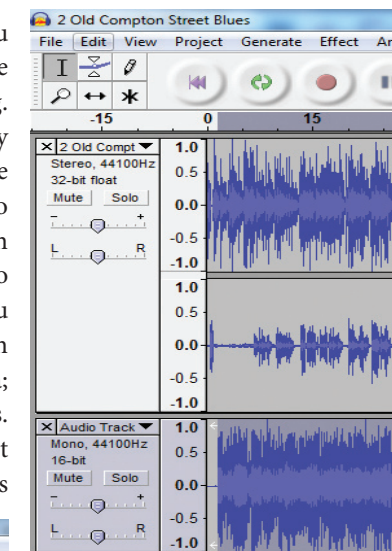 2 Old Compton Street Blues
File Edit View Project Generate Effect
-15 0 15
2 Old Compt
Stereo, 44100Hz
32-bit float
Mute Solo
- +
L R
1.0
0.5
0.0
-0.5
-1.0
1.0
0.5
0.0
-0.5
-1.0
Audio Track
Mono, 44100Hz
16-bit
Mute Solo
- +
L R
1.0
0.5
0.0
-0.5
-1.0